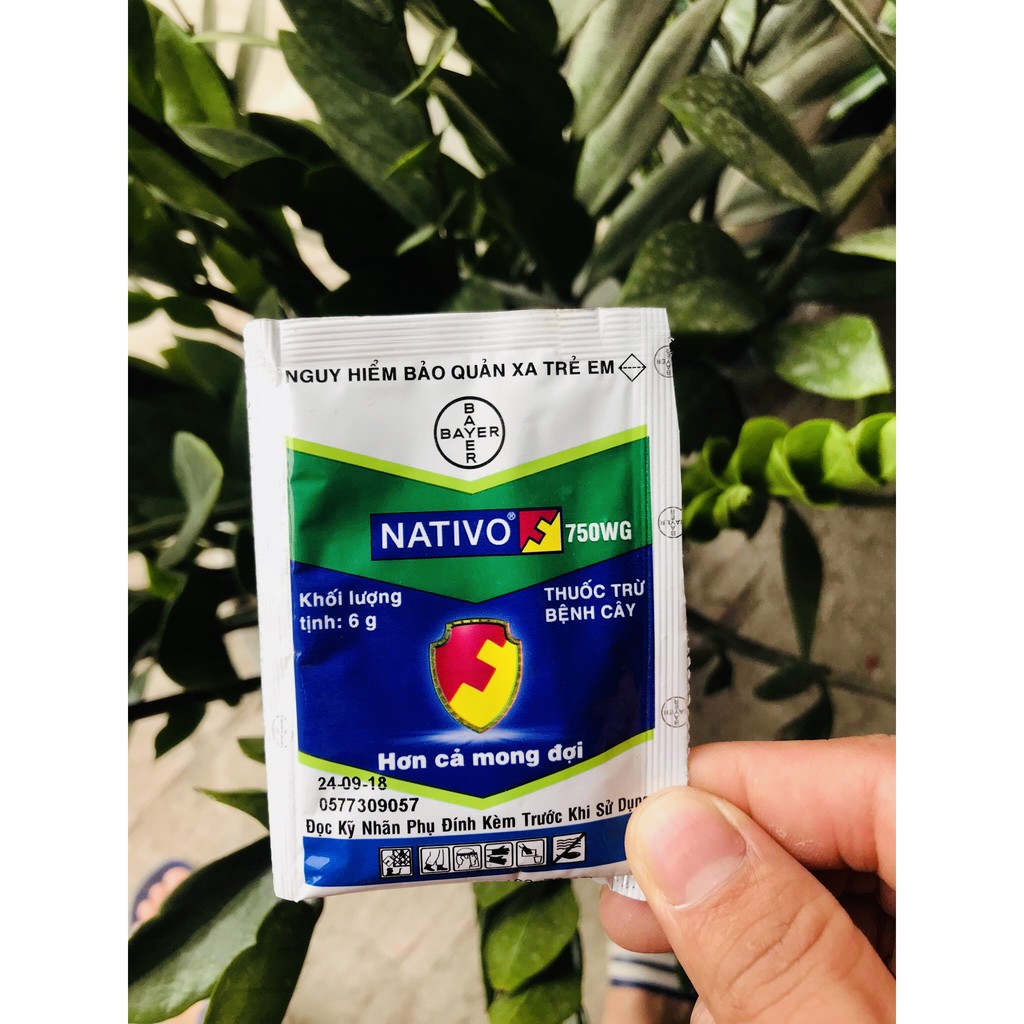 NGUY HIỂM BẢO QUẢN XA TRẺ EM
BAYER
BAYER
NATIVO® 750WG
Khối lượng
tịnh: 6 g
THUỐC TRỪ
BỆNH CÂY
Hơn cả mong đợi
24-09-18
0577309057
Đọc Kỹ Nhãn Phụ Đính Kèm Trước Khi Sử Dụng